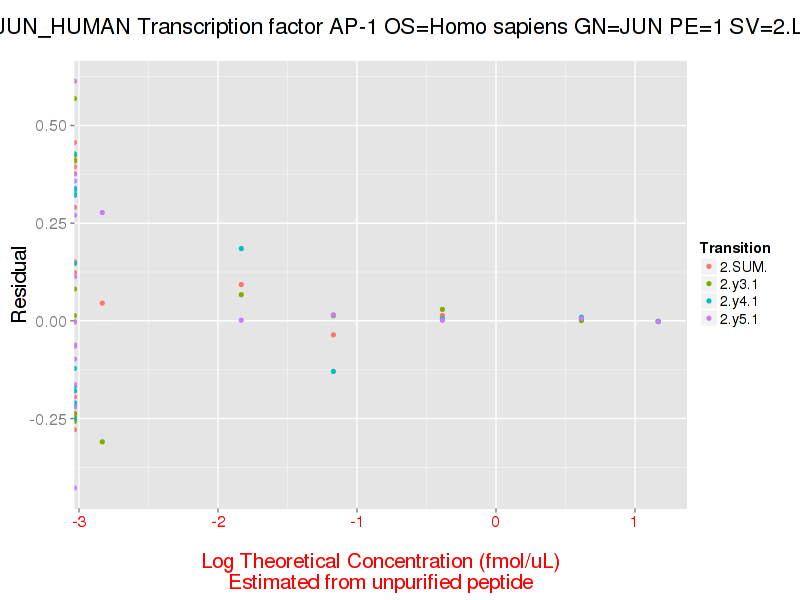 JUN_HUMAN Transcription factor AP-1 OS=Homo sapiens GN=JUN PE=1 SV=2.L
0.50
0.25
0.00
-0.25
Residual
-3
-2
-1
0
1
Log Theoretical Concentration (fmol/uL)
Estimated from unpurified peptide
Transition
2.SUM.
2.y3.1
2.y4.1
2.y5.1